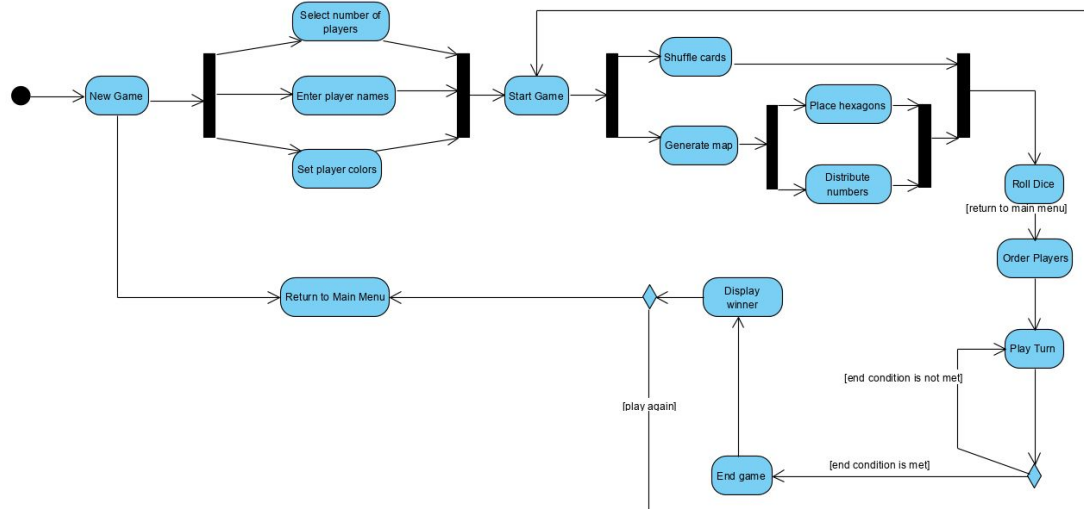 Select number of
players
New Game
Enter player names
Set player colors
Start Game
Shuffle cards
Generate map
Place hexagons
Distribute
numbers
Roll Dice
[return to main menu]
Order Players
Return to Main Menu
Display
winner
Play Turn
[end condition is not met]
[play again]
[end condition is met]
End game